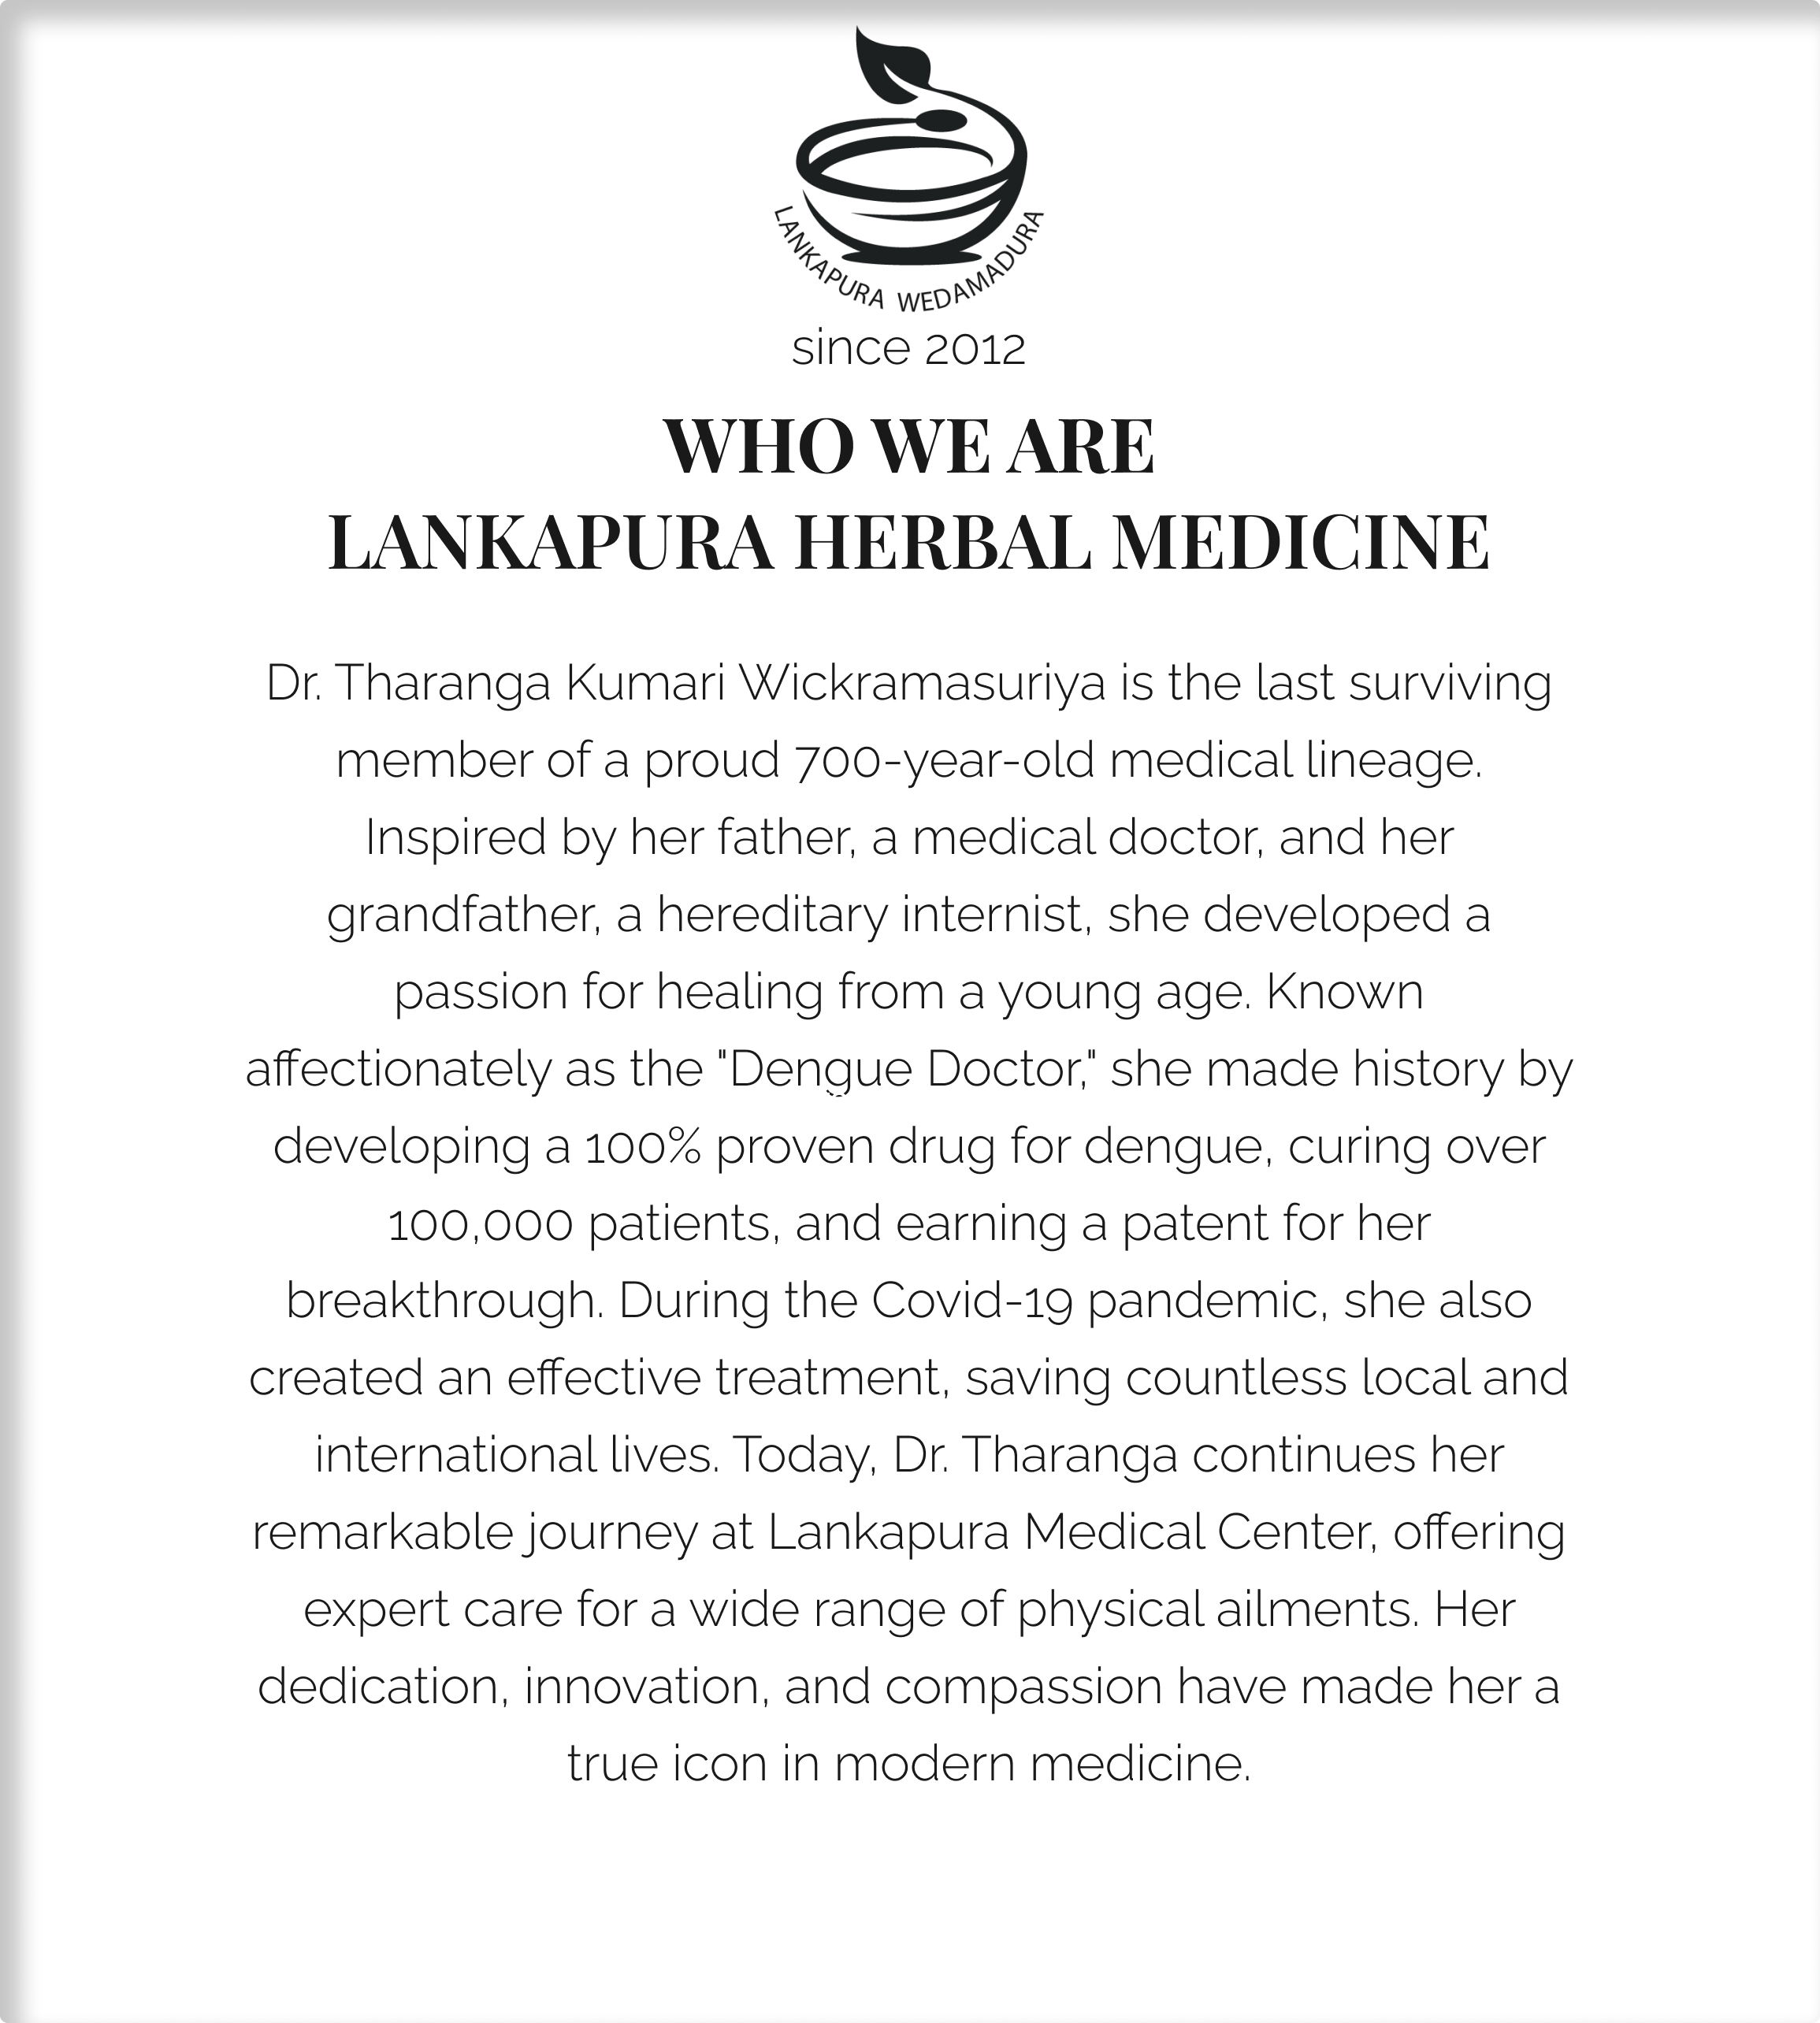 LANKAPURA WEDAMADURA
since 2012
WHO WE ARE
LANKAPURA HERBAL MEDICINE
Dr. Tharanga Kumari Wickramasuriya is the last surviving
member of a proud 700-year-old medical lineage.
Inspired by her father, a medical doctor, and her
grandfather, a hereditary internist, she developed a
passion for healing from a young age. Known
affectionately as the "Dengue Doctor," she made history by
developing a 100% proven drug for dengue, curing over
100,000 patients, and earning a patent for her
breakthrough. During the Covid-19 pandemic, she also
created an effective treatment, saving countless local and
international lives. Today, Dr. Tharanga continues her
remarkable journey at Lankapura Medical Center, offering
expert care for a wide range of physical ailments. Her
dedication, innovation, and compassion have made her a
true icon in modern medicine.